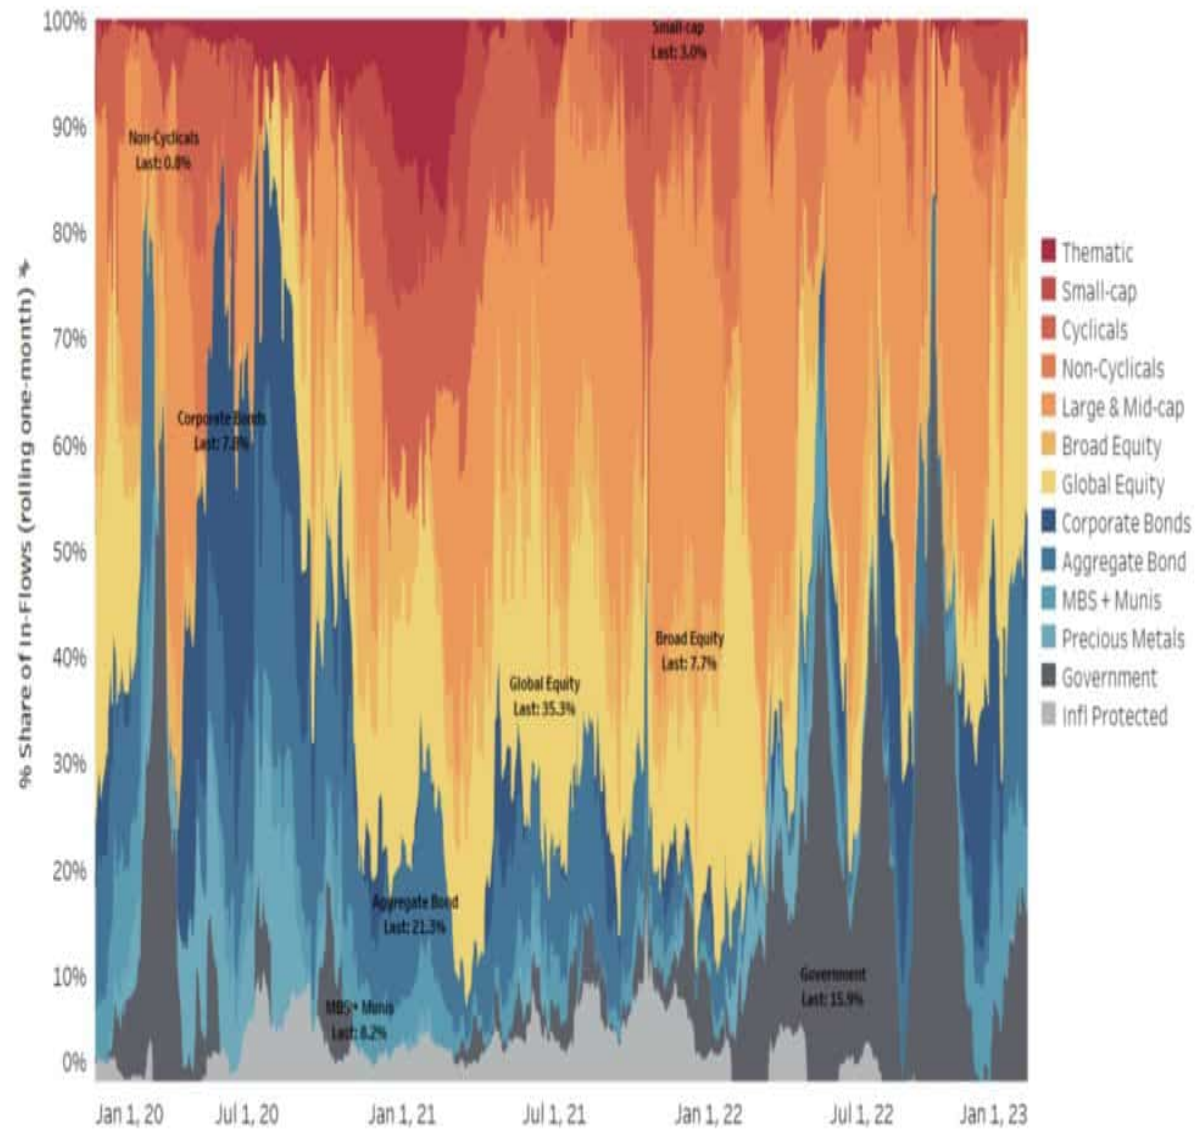 100%
90%
80%
70%
60%
50%
40%
30%
20%
10%
0%
% Share of In-Flows (rolling one-month)
Small-cap
Last: 3.0%
Non-Cyclicals
Last: 0.8%
Corporate Bonds
Last: 7.8%
Broad Equity
Last: 7.7%
Global Equity
Last: 35.3%
Aggregate Bond
Last: 21.3%
Government
Last: 15.9%
MBS + Munis
Last: 8.2%
Thematic
Small-cap
Cyclicals
Non-Cyclicals
Large & Mid-cap
Broad Equity
Global Equity
Corporate Bonds
Aggregate Bond
MBS + Munis
Precious Metals
Government
Infl Protected
Jan 1, 20
Jul 1, 20
Jan 1, 21
Jul 1, 21
Jan 1, 22
Jul 1, 22
Jan 1, 23